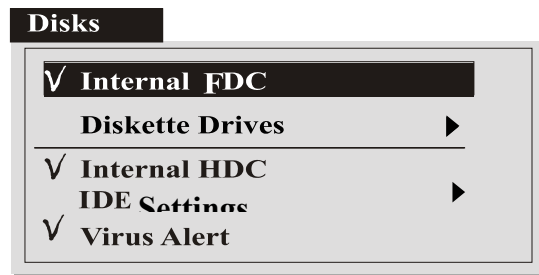 Disks
√ Internal FDC
Diskette Drives ▶
√ Internal HDC
IDE Settings ▶
√ Virus Alert